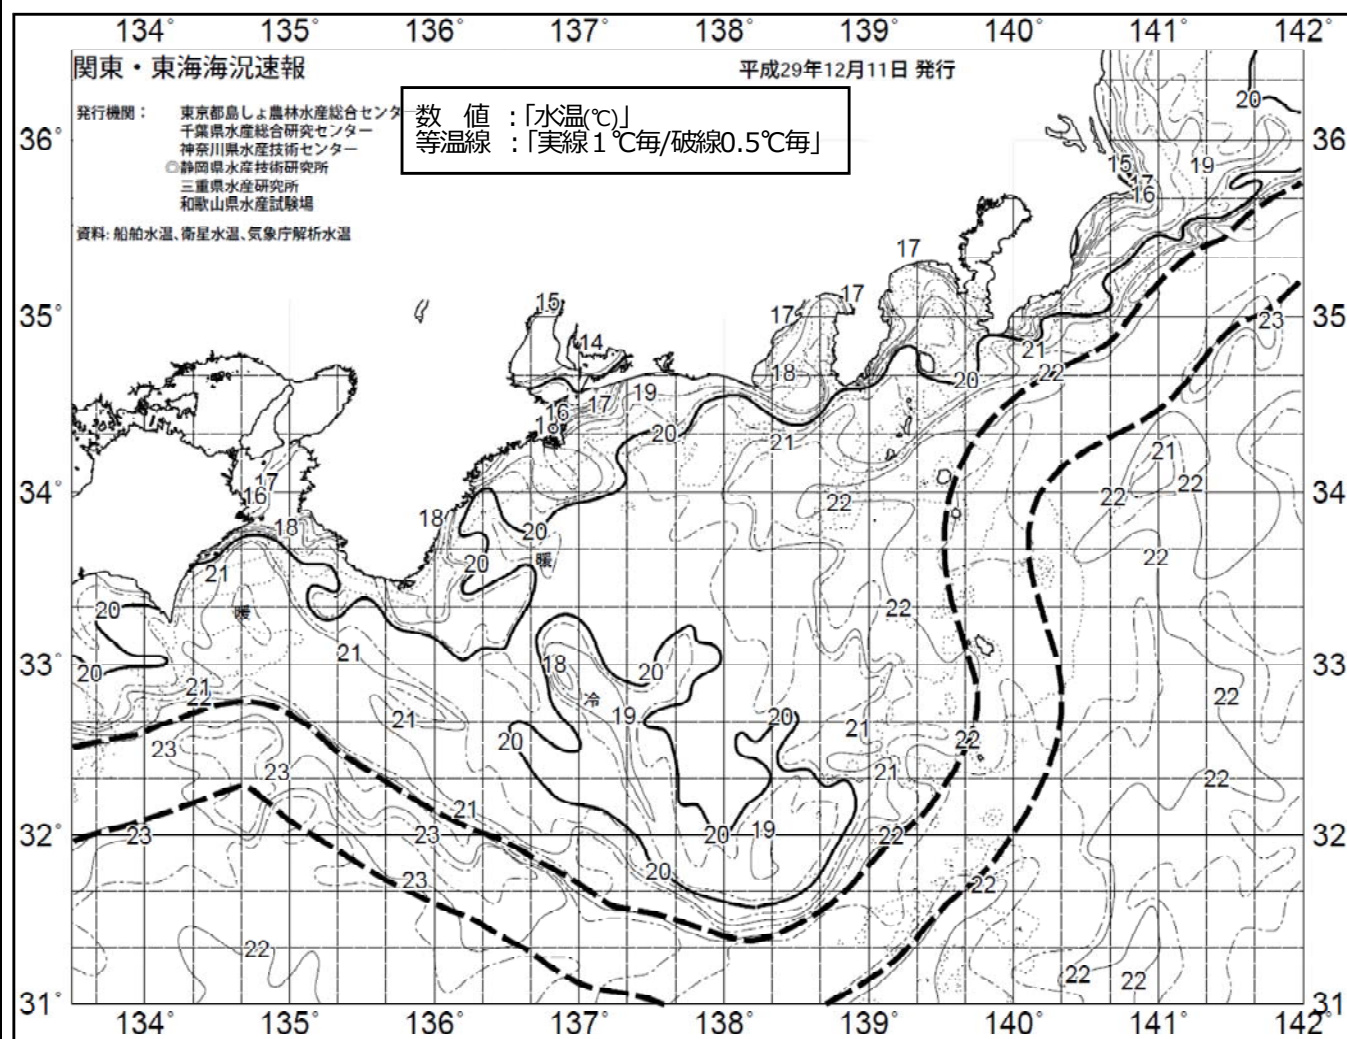 134° 135° 136° 137° 138° 139° 140° 141° 142°
関東・東海海況速報
平成29年12月11日 発行
発行機関： 東京都島しょ農林水産総合センタ
千葉県水産総合研究センター
神奈川県水産技術センター
◎静岡県水産技術研究所
三重県水産研究所
和歌山県水産試験場
資料: 船舶水温、衛星水温、気象庁解析水温
数 値 ：「水温(℃)」
等温線 ：「実線１℃毎/破線0.5℃毎」
20
36° 36°
15 19
17
16
17
15 17 17
35° 35°
23
14
21
18 20 22
19
16 17
20 21 21
17
16
34° 34°
22 22 22
18 18
20
20 暖 22
21
20 暖 22
21
33° 33°
20 18 20
21
22 冷 22
21 19 20 21
23 20 22
23 22 22
21
32° 32°
23 23 20 19 22
20
23 22
22
22 22
31° 31°
134° 135° 136° 137° 138° 139° 140° 141° 142°